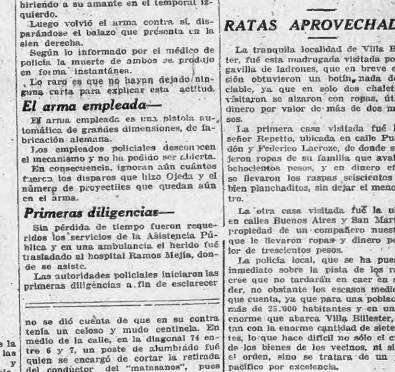 hiriendo a su amante en el temporal iz-
quierdo.
Luego volvió el arma contra sí, dis-
parándose el balazo que presenta en la
sien derecha.
Según lo informado por el médico de
policía la muerte de ambos se produjo
en forma instantánea.
Lo raro es que no hayan dejado nin-
guna carta para explicar esta actitud.
El arma empleada—
El arma empleada es una pistola au-
tomática de grandes dimensiones, de fa-
bricación alemana.
Los empleados policiales desconocen
el mecanismo y no ha podido ser abierta.
En consecuencia, ignoran aún cuántos
fuerca los disparos que hizo Ojeda y el
número de proyectiles que quedan aún
en el arma.
Primeras diligencias—
Sin pérdida de tiempo fueron reque-
ridos los servicios de la Asistencia Pú-
blica y en una ambulancia el herido fué
trasladado al hospital Ramos Mejía, don-
de se asiste.
Las autoridades policiales iniciaron las
primeras diligencias a fin de esclarecer
no se dió cuenta de que en su contra
tenía un celoso y mudo centinela. En
medio de la calle, en la diagonal 74 en-
tre 6 y 7, un poste de alumbrado fué
quien se encargó de cortar la retirada
del conductor del "matasanos", pues
e la
las
y
RATAS APROVECHAD
La tranquila localidad de Villa B
ter, fué esta madrugada visitada po
gavilla de ladrones, que en breve e
sión obtuvieron un botín nada d
ciable, ya que en solo dos chalet
visitaron se alzaron con ropas, úti
dinero por valor de más de dos m
sos.
La primera casa visitada fué l
señor Repetto, ubicada en calle Pu
dón y Federico Lacroze, de donde s
jeron ropas de su familia que aval
ochocientos pesos, y en dinero ef
se llevaron los raspas seiscientos
bien planchaditos, sin dejar el meno
tro.
La otra casa visitada fué la u
en calles Buenos Aires y San Mar
propiedad de un compañero nuest
que le llevaron ropas y dinero po
lor de trescientos pesos.
La policía local, que se ha pues
inmediato sobre la pista de los m
crse que no tardarán en caer en s
der, no obstante los escasos medio
que cuenta, ya que para una poblac
más de 25.000 habitantes y en un
enorme que abarca Villa Billester,
tan con la enorme cantidad de siete
tes, lo que hace difícil no sólo el c
de los bienes de los vecinos, ni si
el orden, sino se tratara de un
pacífico por excelencia.